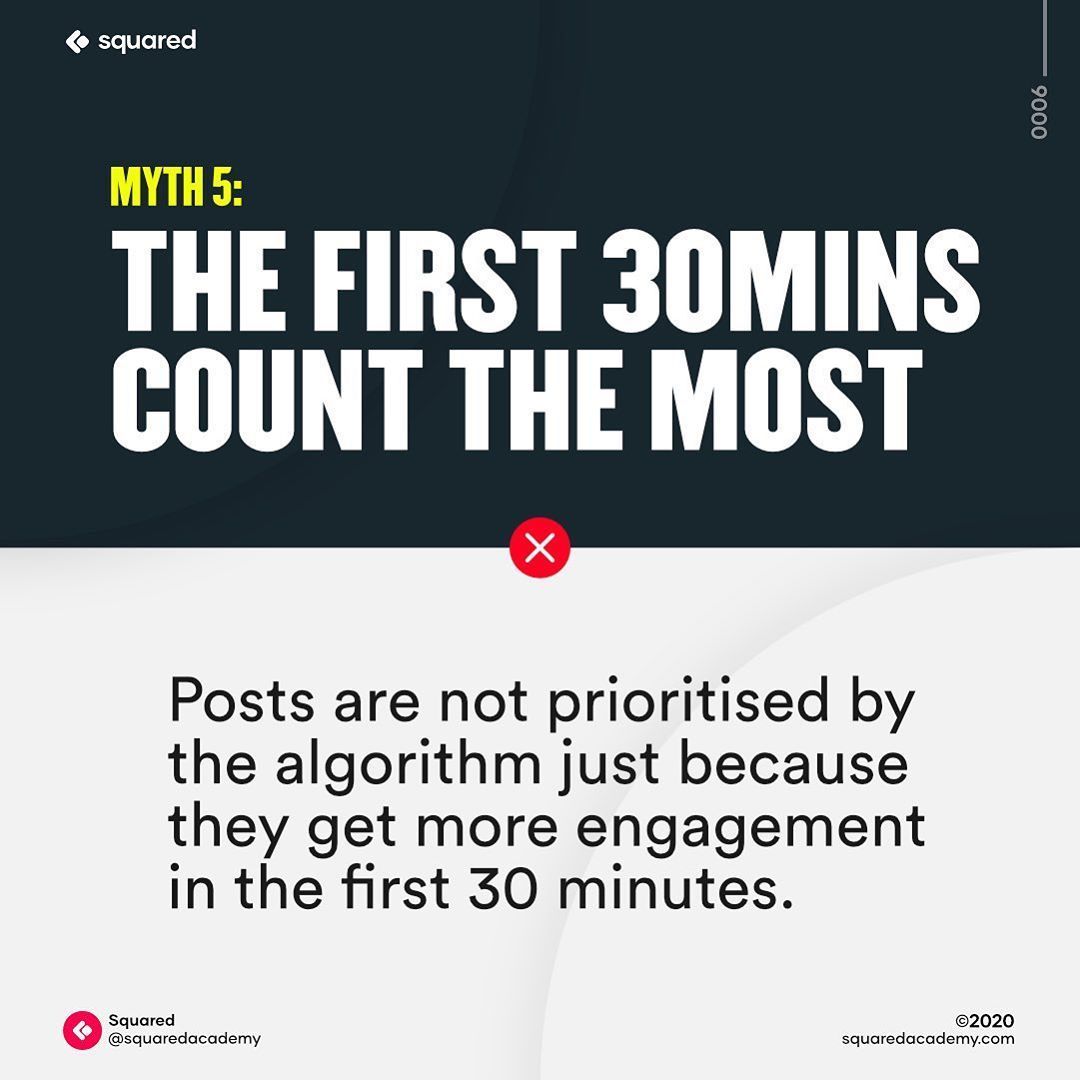 squared
0006
MYTH 5:
THE FIRST 30MINS
COUNT THE MOST
Posts are not prioritised by
the algorithm just because
they get more engagement
in the first 30 minutes.
Squared
@squaredacademy
©2020
squaredacademy.com